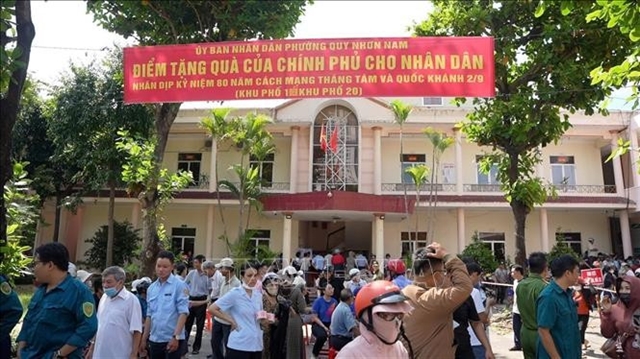 ỦY BAN NHÂN DÂN PHƯỜNG QUY NHƠN NAM
ĐIỂM TẶNG QUÀ CỦA CHÍNH PHỦ CHO NHÂN DÂN
NHÂN DỊP KỶ NIỆM 80 NĂM CÁCH MẠNG THÁNG TÁM VÀ QUỐC KHÁNH 2/9
(KHU PHỐ KHU PHỐ 20)